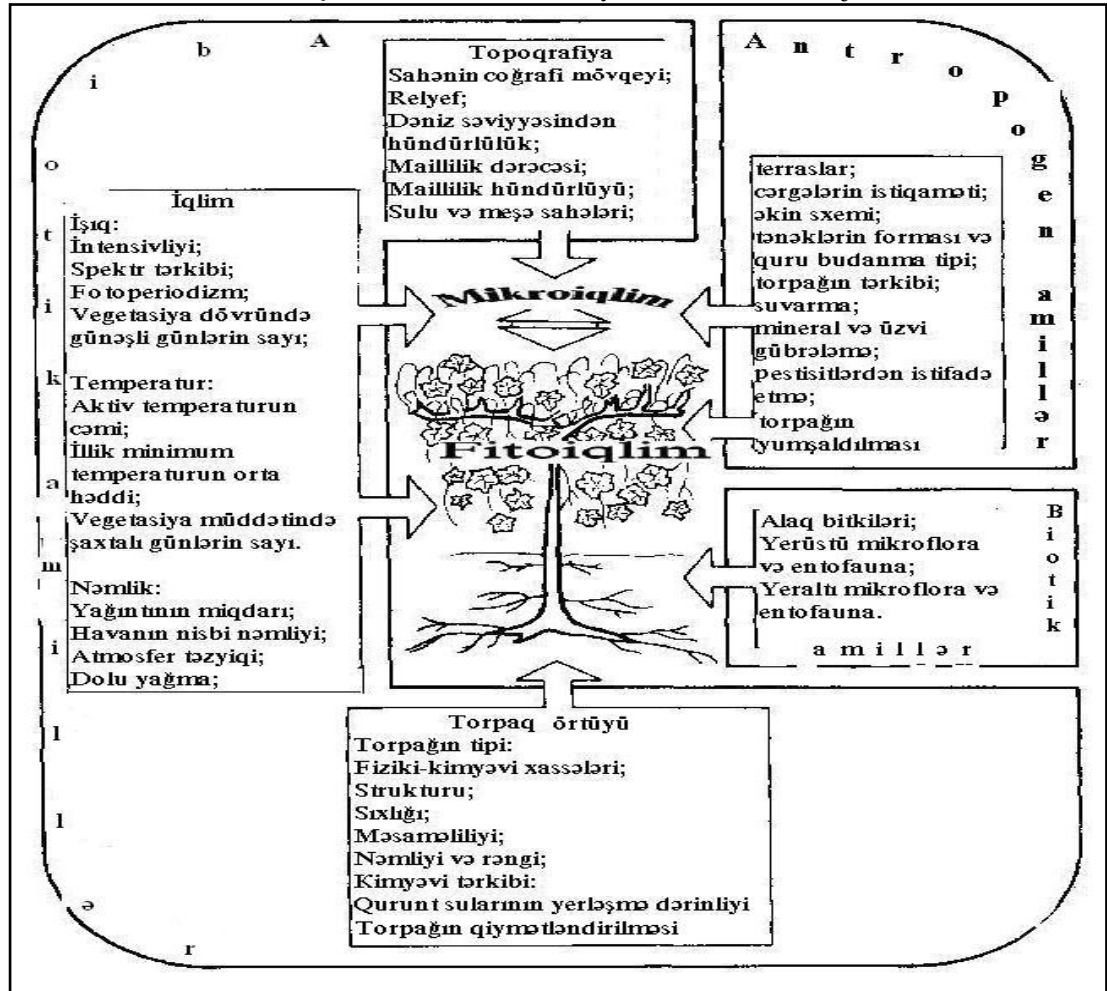 Abiotik amillər
Topoqrafiya
Sahənin coğrafi mövqeyi;
Relyef;
Dəniz səviyyəsindən
hündürlülük;
Maillilik dərəcəsi;
Maillilik hündürlüyü;
Sulu və meşə sahələri;
Antropogen amillər
terraslar;
cərgələrin istiqaməti;
əkin sxemi;
tənəklərin forması və
quru budanma tipi;
torpağın tərkibi;
suvarma;
mineral və üzvi
gübrələmə;
pestisitlərdən istifadə
etmə;
torpağın
yumşaldılması
İqlim
İşıq:
İntensivliyi;
Spektr tərkibi;
Fotoperiodizm;
Vegetasiya dövründə
günəşli günlərin sayı;
Temperatur:
Aktiv temperaturun
cəmi;
İllik minimum
temperaturun orta
həddi;
Vegetasiya müddətində
şaxtalı günlərin sayı.
Nəmlik:
Yağıntının miqdarı;
Havanın nisbi nəmliyi;
Atmosfer təzyiqi;
Dolu yağma;
Mikroiqlim
Fitoiqlim
Biotik
amillər
Alaq bitkiləri;
Yerüstü mikroflora
və entofauna;
Yeraltı mikroflora və
entofauna.
Torpaq örtüyü
Torpağın tipi:
Fiziki-kimyəvi xassələri;
Strukturu;
Sıxlığı;
Məsaməliliyi;
Nəmliyi və rəngi;
Kimyəvi tərkibi:
Qurunt sularının yerləşmə dərinliyi
Torpağın qiymətləndirilməsi